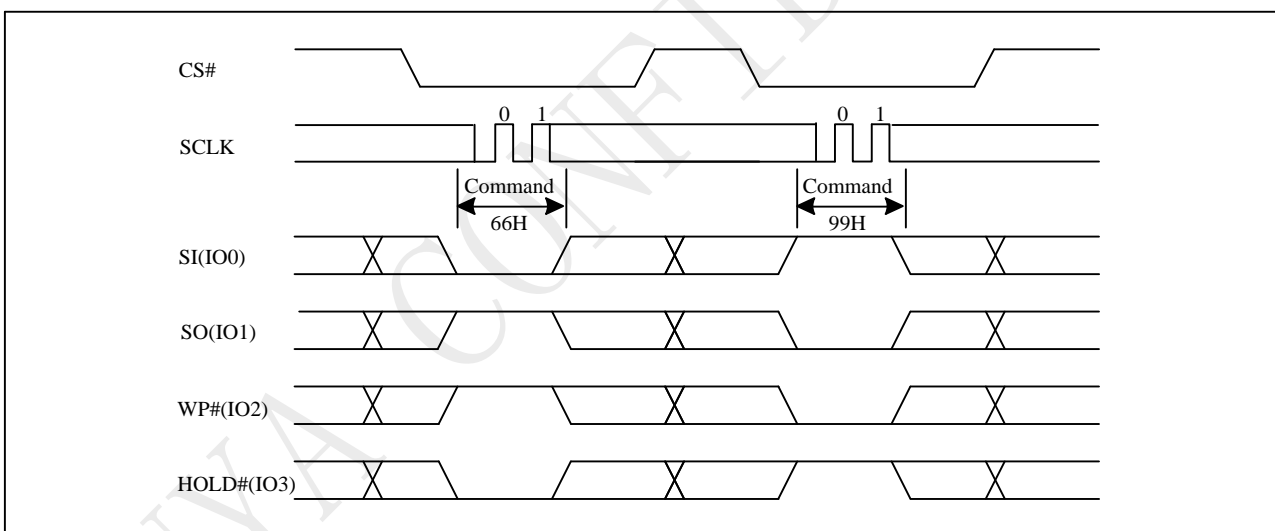 CS#
0 1 0 1
SCLK
Command Command
66H 99H
SI(IO0)
SO(IO1)
WP#(IO2)
HOLD#(IO3)